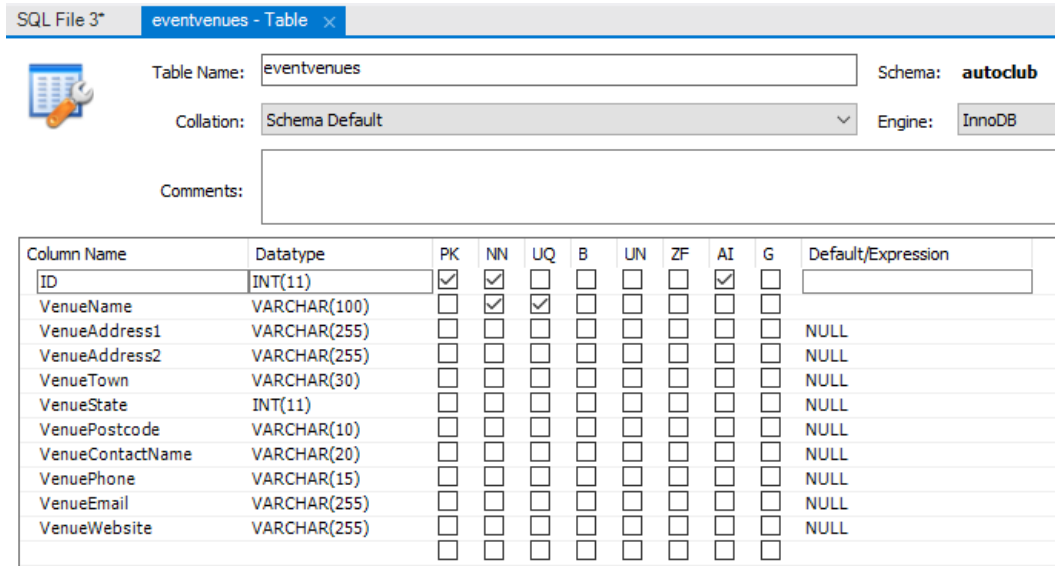 SQL File 3* eventvenues - Table ×
Table Name: eventvenues Schema: autoclub
Collation: Schema Default Engine: InnoDB
Comments:
Column Name Datatype PK NN UQ B UN ZF AI G Default/Expression
ID INT(11)
VenueName VARCHAR(100)
VenueAddress1 VARCHAR(255) NULL
VenueAddress2 VARCHAR(255) NULL
VenueTown VARCHAR(30) NULL
VenueState INT(11) NULL
VenuePostcode VARCHAR(10) NULL
VenueContactName VARCHAR(20) NULL
VenuePhone VARCHAR(15) NULL
VenueEmail VARCHAR(255) NULL
VenueWebsite VARCHAR(255) NULL